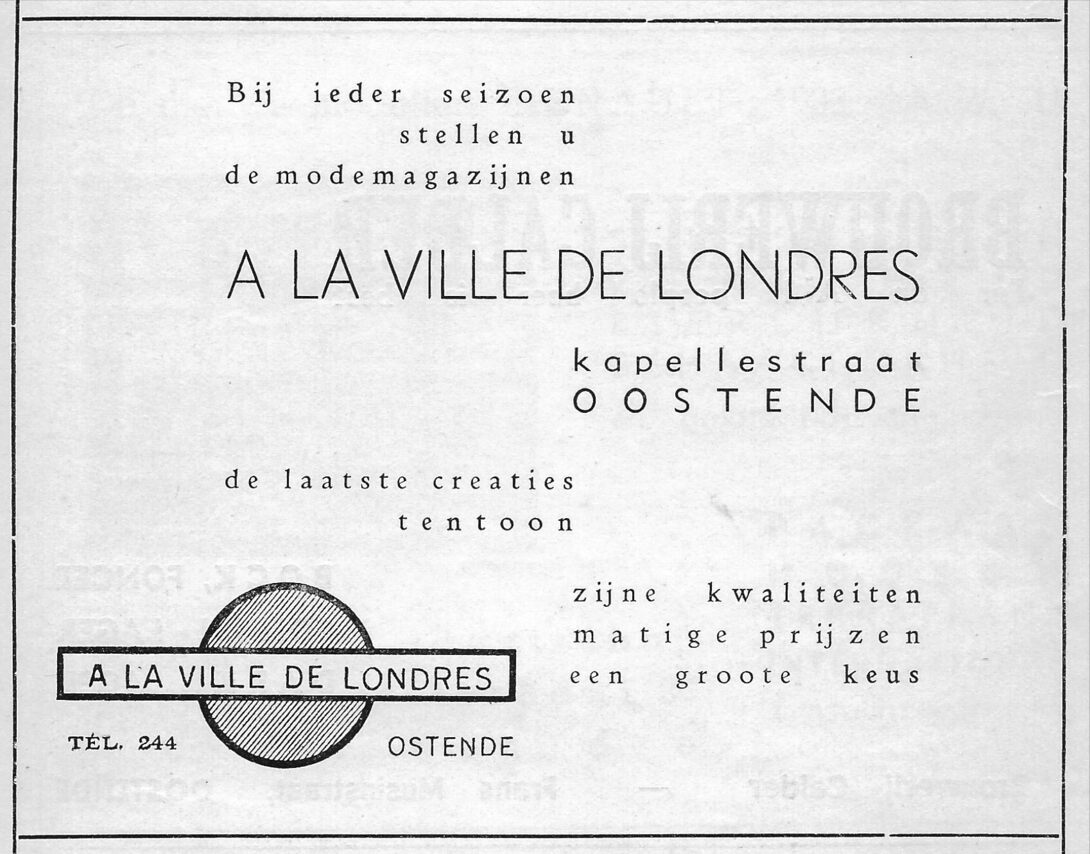 Bij ieder seizoen
stellen u
de modemagazijnen
A LA VILLE DE LONDRES
kapellestraat
OOSTENDE
de laatste creaties
tentoon
zijne kwaliteiten
matige prijzen
een groote keus
A LA VILLE DE LONDRES
TÉL. 244
OSTENDE